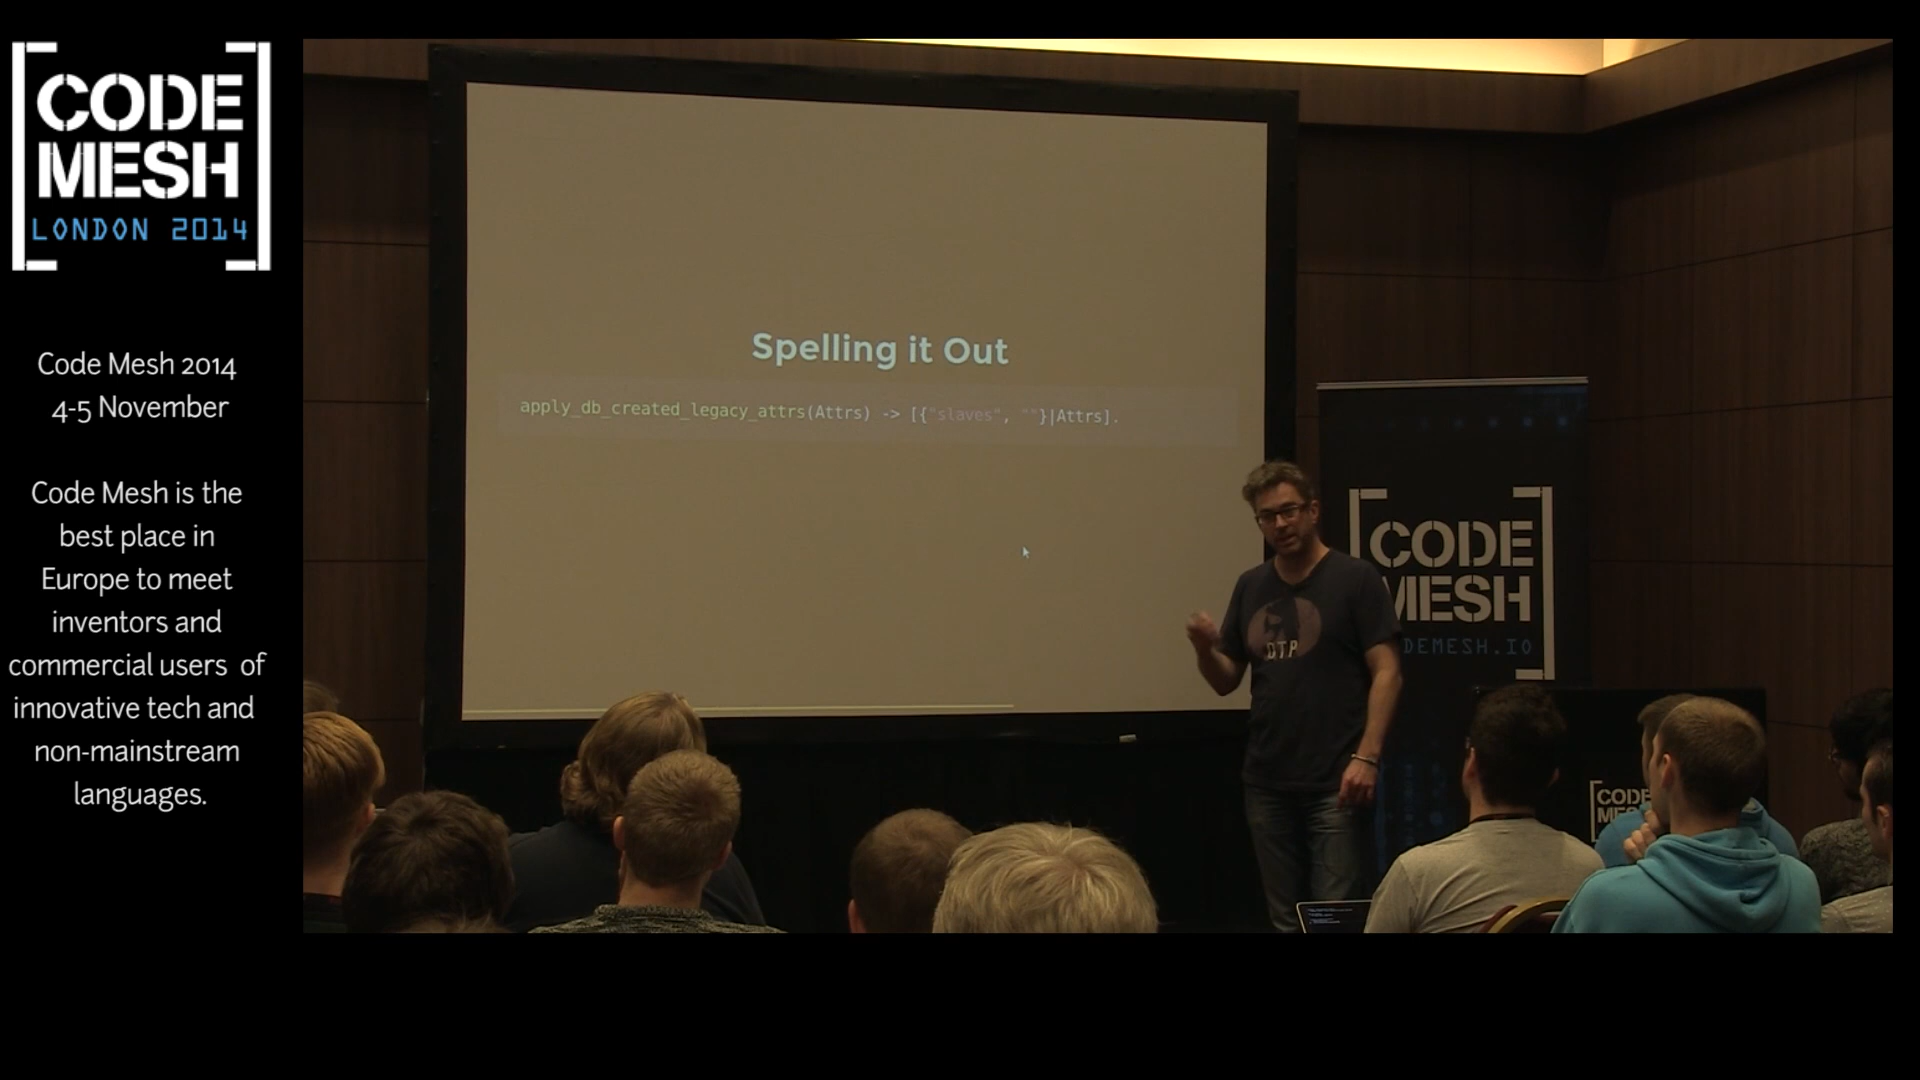 CODE
MESH
LONDON 2014
Code Mesh 2014
4-5 November
Code Mesh is the
best place in
Europe to meet
inventors and
commercial users of
innovative tech and
non-mainstream
languages.
Spelling it Out
apply_db_created_legacy_attrs(Attrs) -> [{"slaves", ""}|Attrs].
OTP
CODE
MESH
DEMESH.IO
CODE